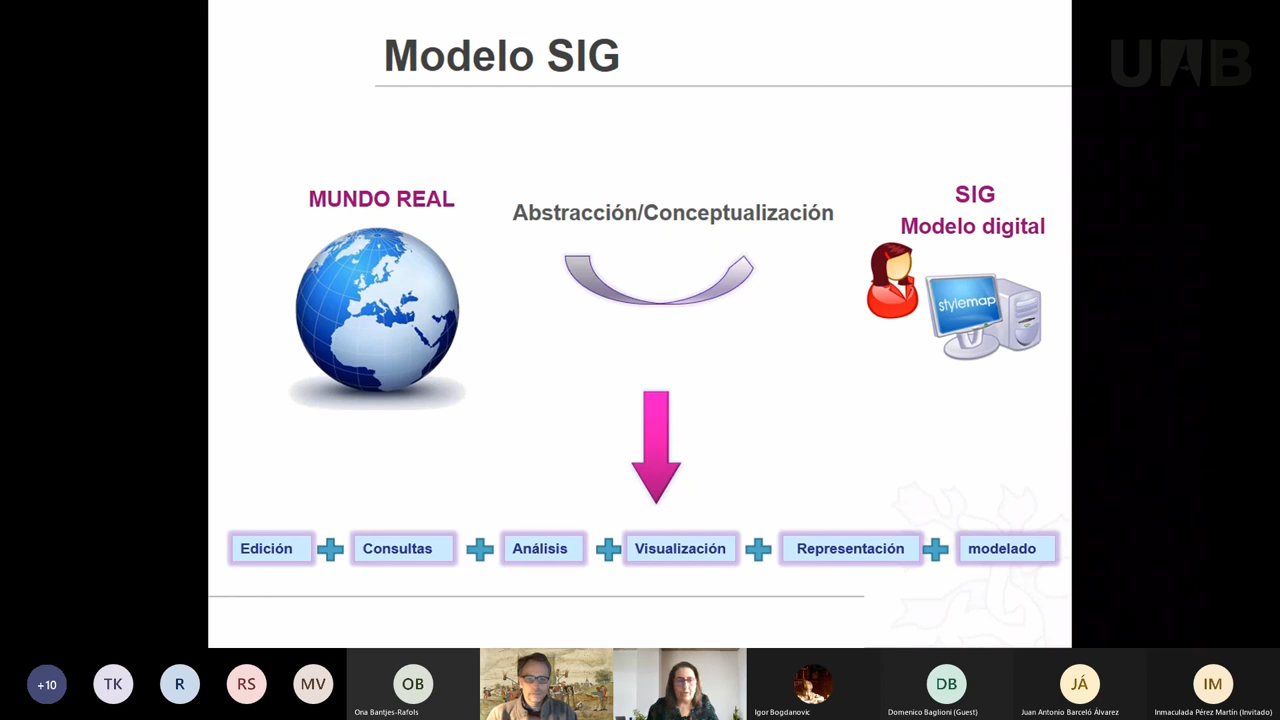 Modelo SIG
UAB
MUNDO REAL
Abstracción/Conceptualización
SIG
Modelo digital
stylemap
Edición
Consultas
Análisis
Visualización
Representación
modelado
+10
TK
R
RS
MV
OB
Ona Bantjes-Rafols
Igor Bogdanovic
DB
Domenico Baglioni (Guest)
JÁ
Juan Antonio Barceló Álvarez
IM
Inmaculada Pérez Martín (Invitado)